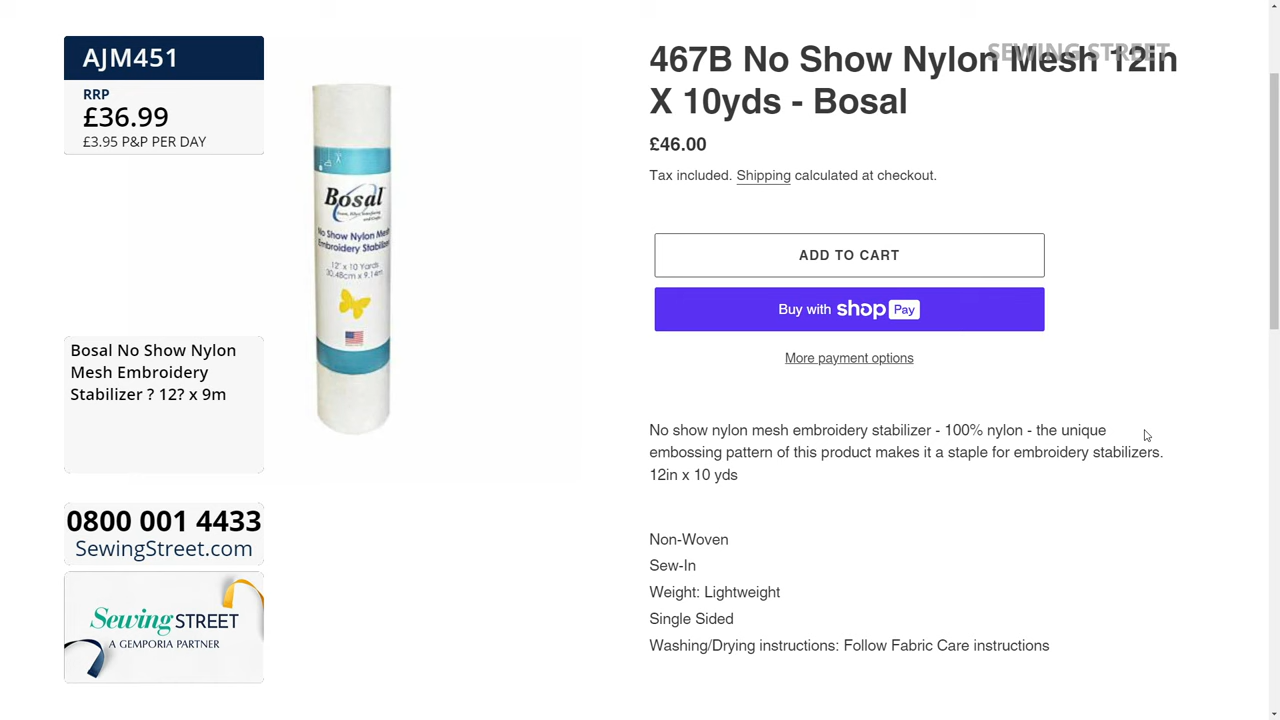 AJM451
RRP
£36.99
£3.95 P&P PER DAY
Bosal No Show Nylon
Mesh Embroidery
Stabilizer ? 12? x 9m
0800 001 4433
SewingStreet.com
Sewing STREET
A GEMPORIA PARTNER
Bosal
No Show Nylon Mesh
Embroidery Stabilizer
12" x 10 Yards
30.48cm x 9.14m
SEWING STREET
467B No Show Nylon Mesh 12in
X 10yds - Bosal
£46.00
Tax included. Shipping calculated at checkout.
ADD TO CART
Buy with shop Pay
More payment options
No show nylon mesh embroidery stabilizer - 100% nylon - the unique
embossing pattern of this product makes it a staple for embroidery stabilizers.
12in x 10 yds
Non-Woven
Sew-In
Weight: Lightweight
Single Sided
Washing/Drying instructions: Follow Fabric Care instructions